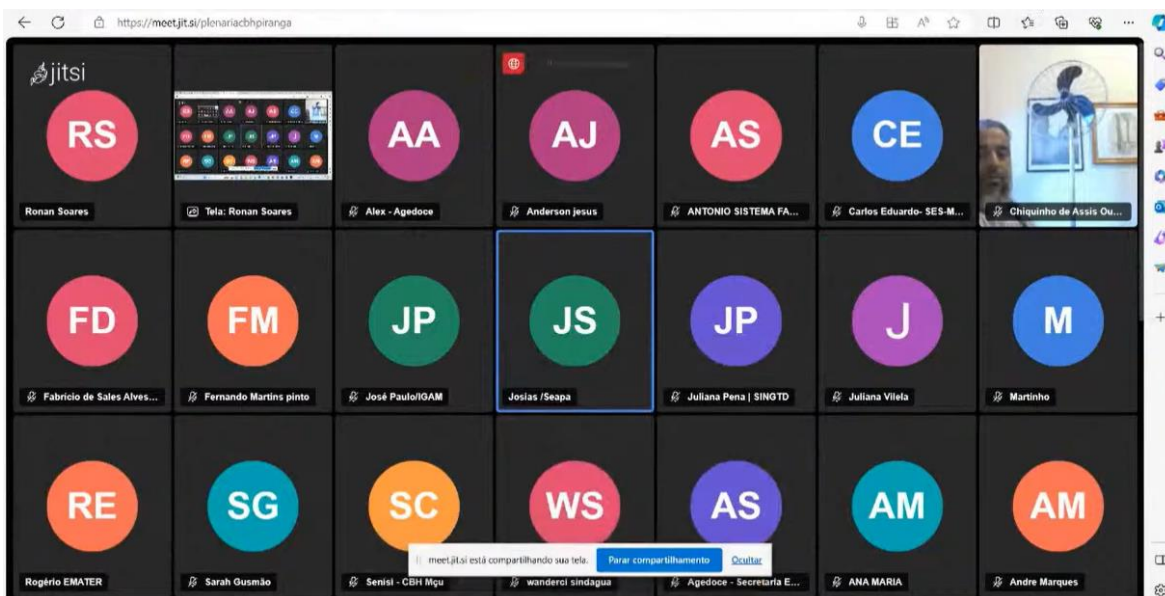 https://meet.jit.si/plenariacbhpiranga
jitsi
RS
AA
AJ
AS
CE
Ronan Soares
Tela: Ronan Soares
Alex - Agedoce
Anderson jesus
ANTONIO SISTEMA FA...
Carlos Eduardo- SES-M...
Chiquinho de Assis Ou...
FD
FM
JP
JS
JP
J
M
Fabrício de Sales Alves...
Fernando Martins pinto
José Paulo/IGAM
Josias /Seapa
Juliana Pena | SINGTD
Juliana Vilela
Martinho
RE
SG
SC
WS
AS
AM
AM
meet.jit.si está compartilhando sua tela.
Parar compartilhamento
Ocultar
Rogério EMATER
Sarah Gusmão
Senisi - CBH Mçu
wanderci sindagua
Agedoce - Secretaria E...
ANA MARIA
Andre Marques